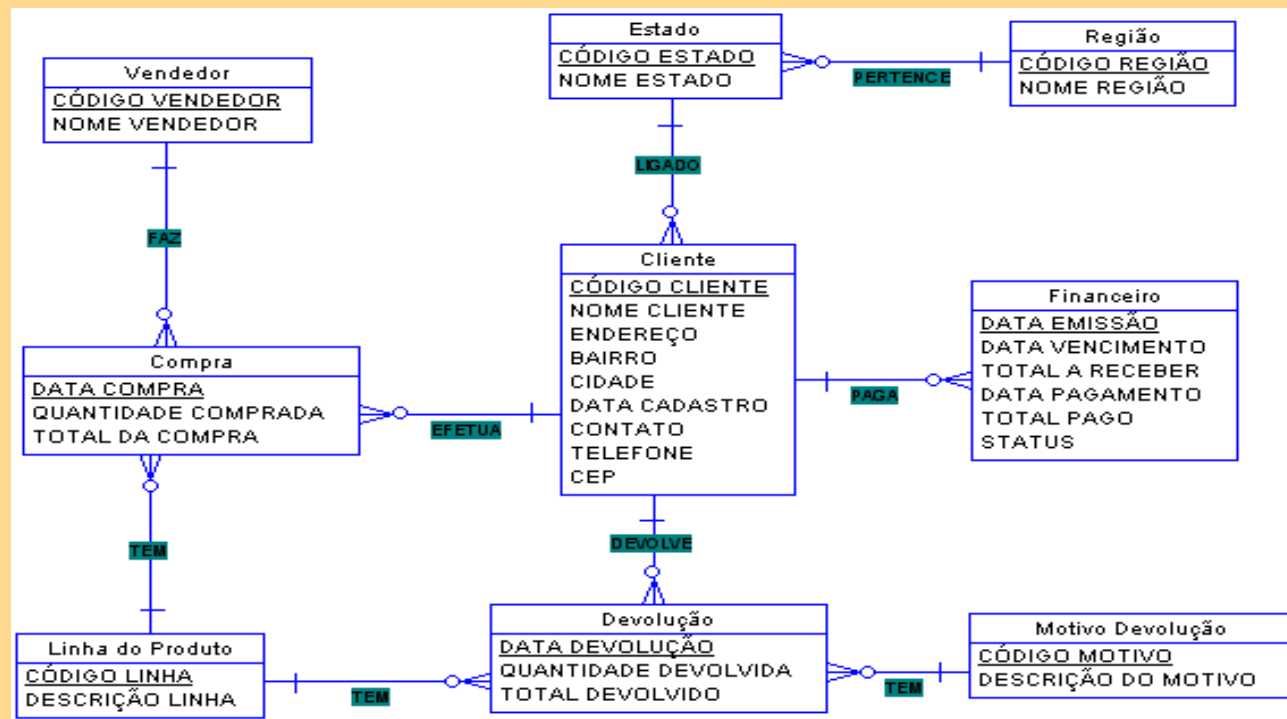 Estado
CÓDIGO ESTADO
NOME ESTADO
PERTENCE
Região
CÓDIGO REGIÃO
NOME REGIÃO
Vendedor
CÓDIGO VENDEDOR
NOME VENDEDOR
LIGADO
FAZ
Cliente
CÓDIGO CLIENTE
NOME CLIENTE
ENDEREÇO
BAIRRO
CIDADE
DATA CADASTRO
CONTATO
TELEFONE
CEP
Financeiro
DATA EMISSÃO
DATA VENCIMENTO
TOTAL A RECEBER
DATA PAGAMENTO
TOTAL PAGO
STATUS
PAGA
Compra
DATA COMPRA
QUANTIDADE COMPRADA
TOTAL DA COMPRA
EFETUA
TEM
DEVOLVE
Linha do Produto
CÓDIGO LINHA
DESCRIÇÃO LINHA
TEM
Devolução
DATA DEVOLUÇÃO
QUANTIDADE DEVOLVIDA
TOTAL DEVOLVIDO
TEM
Motivo Devolução
CÓDIGO MOTIVO
DESCRIÇÃO DO MOTIVO